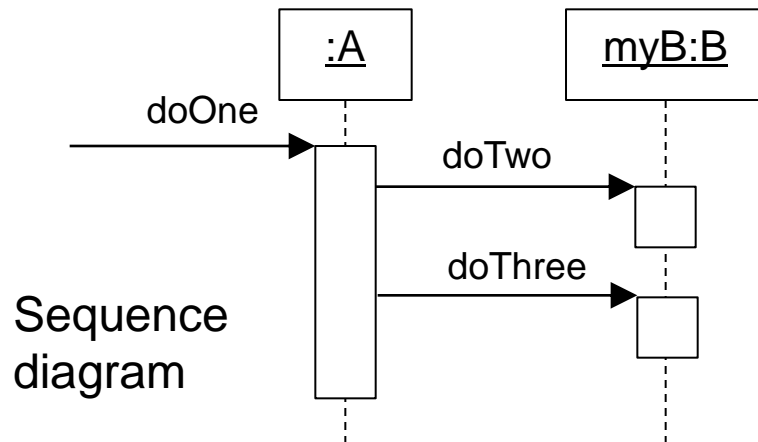 :A
myB:B
doOne
doTwo
doThree
Sequence
diagram